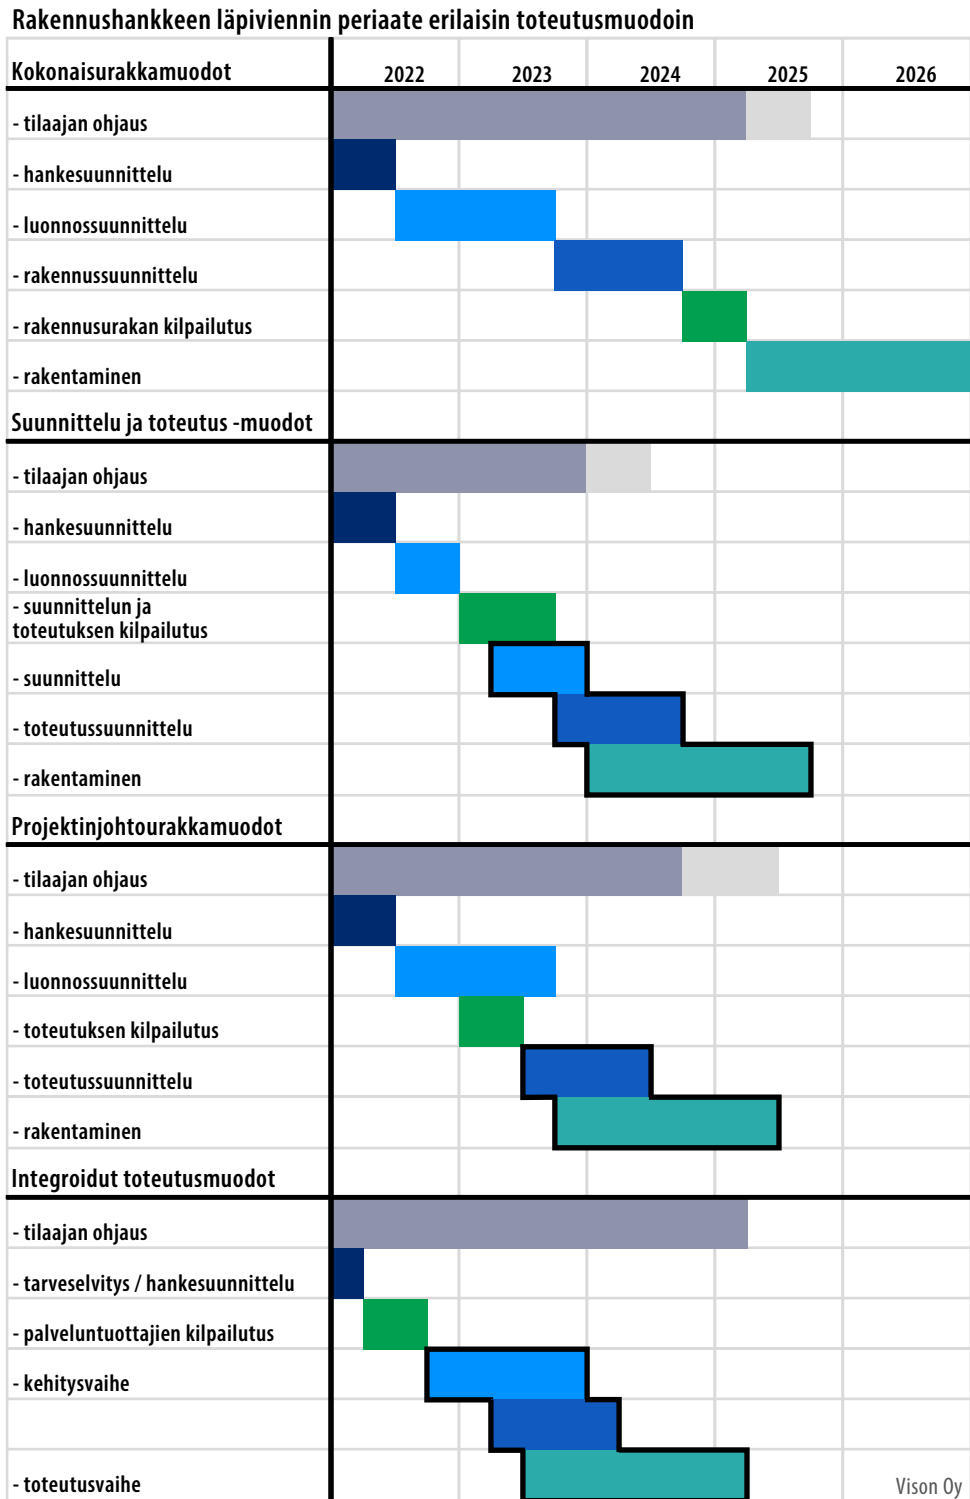 Rakennushankkeen läpiviennin periaate erilaisin toteutusmuodoin
Kokonaisurakkamuodot 2022 2023 2024 2025 2026
- tilaajan ohjaus
- hankesuunnittelu
- luonnossuunnittelu
- rakennussuunnittelu
- rakennusurakan kilpailutus
- rakentaminen
Suunnittelu ja toteutus -muodot
- tilaajan ohjaus
- hankesuunnittelu
- luonnossuunnittelu
- suunnittelun ja
toteutuksen kilpailutus
- suunnittelu
- toteutussuunnittelu
- rakentaminen
Projektinjohtourakkamuodot
- tilaajan ohjaus
- hankesuunnittelu
- luonnossuunnittelu
- toteutuksen kilpailutus
- toteutussuunnittelu
- rakentaminen
Integroidut toteutusmuodot
- tilaajan ohjaus
- tarveselvitys / hankesuunnittelu
- palveluntuottajien kilpailutus
- kehitysvaihe
- toteutusvaihe
Vison Oy